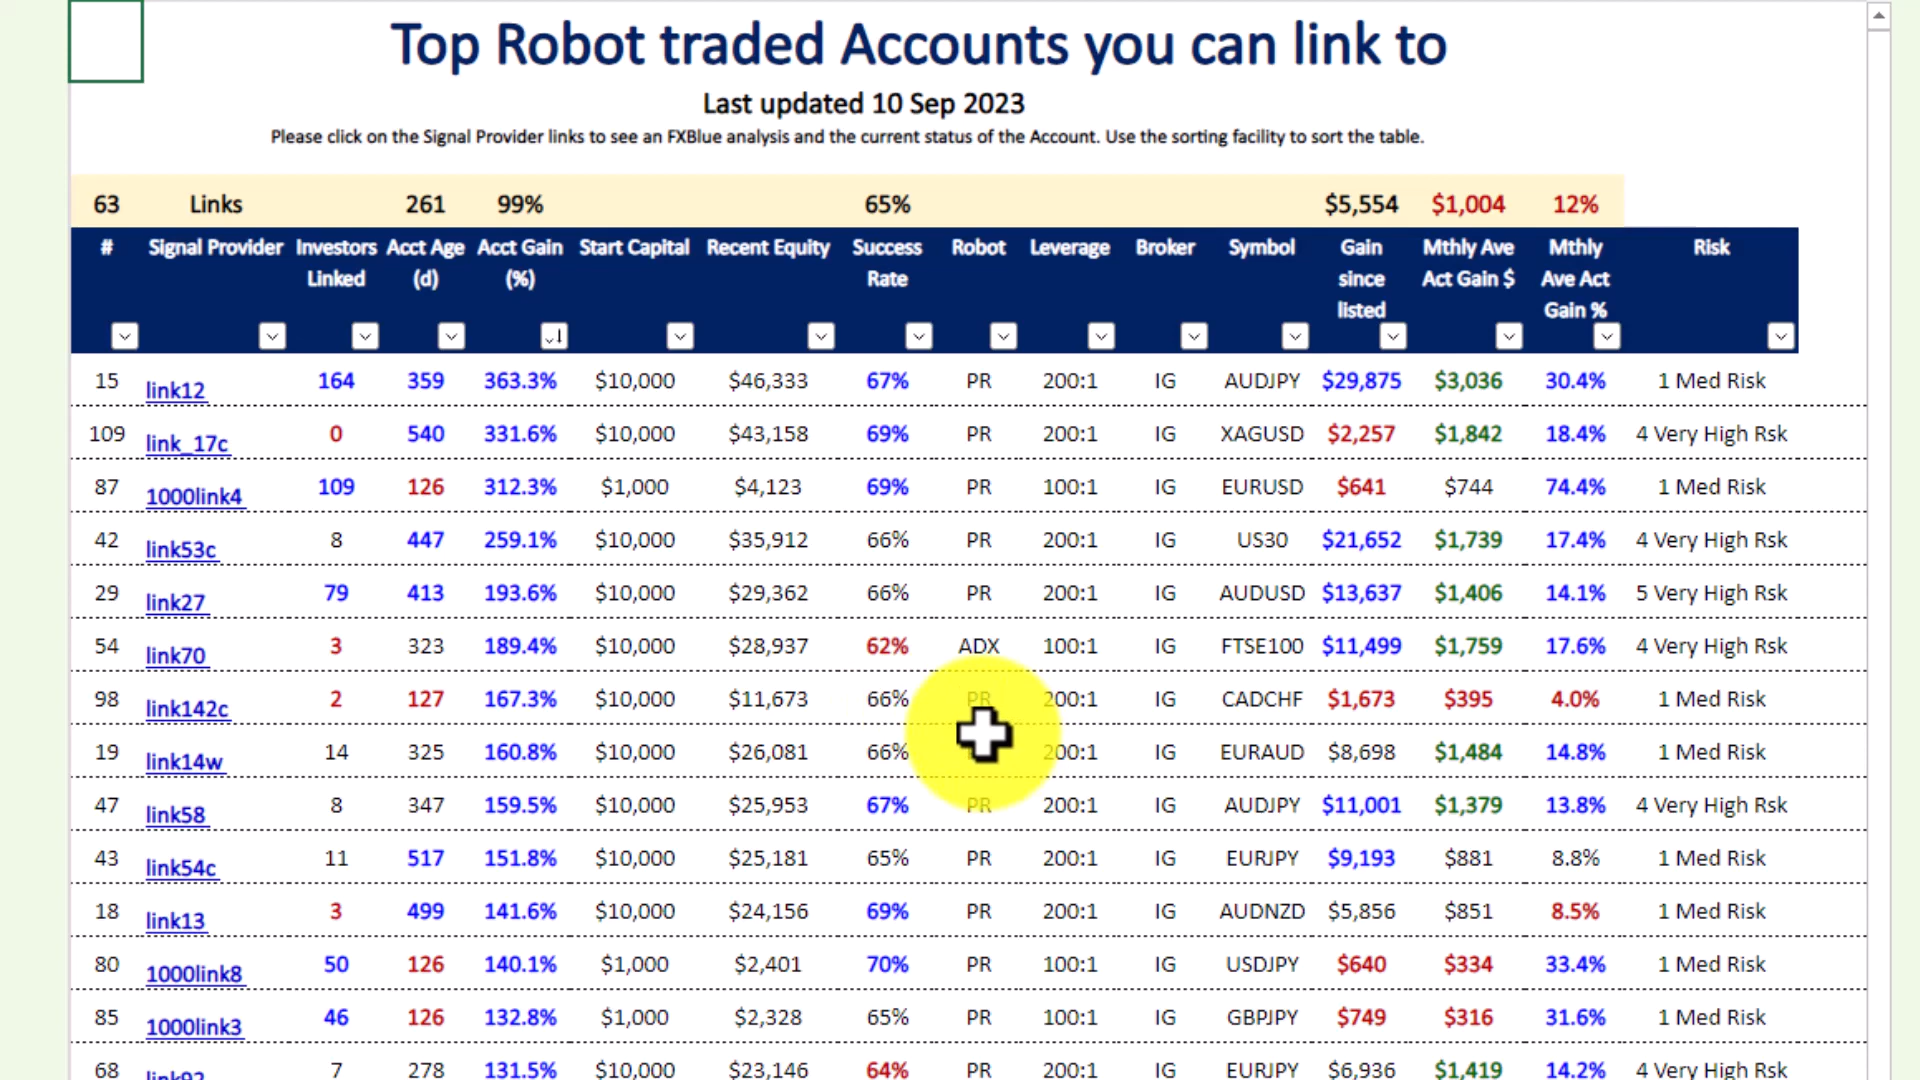 Top Robot traded Accounts you can link to
Last updated 10 Sep 2023
Please click on the Signal Provider links to see an FXBlue analysis and the current status of the Account. Use the sorting facility to sort the table.
63 Links 261 99% 65% $5,554 $1,004 12%
# Signal Provider Investors Linked Acct Age (d) Acct Gain (%) Start Capital Recent Equity Success Rate Robot Leverage Broker Symbol Gain since listed Mthly Ave Act Gain $ Mthly Ave Act Gain % Risk
15 link12 164 359 363.3% $10,000 $46,333 67% PR 200:1 IG AUDJPY $29,875 $3,036 30.4% 1 Med Risk
109 link_17c 0 540 331.6% $10,000 $43,158 69% PR 200:1 IG XAGUSD $2,257 $1,842 18.4% 4 Very High Rsk
87 1000link4 109 126 312.3% $1,000 $4,123 69% PR 100:1 IG EURUSD $641 $744 74.4% 1 Med Risk
42 link53c 8 447 259.1% $10,000 $35,912 66% PR 200:1 IG US30 $21,652 $1,739 17.4% 4 Very High Rsk
29 link27 79 413 193.6% $10,000 $29,362 66% PR 200:1 IG AUDUSD $13,637 $1,406 14.1% 5 Very High Rsk
54 link70 3 323 189.4% $10,000 $28,937 62% ADX 100:1 IG FTSE100 $11,499 $1,759 17.6% 4 Very High Rsk
98 link142c 2 127 167.3% $10,000 $11,673 66% PR 200:1 IG CADCHF $1,673 $395 4.0% 1 Med Risk
19 link14w 14 325 160.8% $10,000 $26,081 66% 200:1 IG EURAUD $8,698 $1,484 14.8% 1 Med Risk
47 link58 8 347 159.5% $10,000 $25,953 67% PR 200:1 IG AUDJPY $11,001 $1,379 13.8% 4 Very High Rsk
43 link54c 11 517 151.8% $10,000 $25,181 65% PR 200:1 IG EURJPY $9,193 $881 8.8% 1 Med Risk
18 link13 3 499 141.6% $10,000 $24,156 69% PR 200:1 IG AUDNZD $5,856 $851 8.5% 1 Med Risk
80 1000link8 50 126 140.1% $1,000 $2,401 70% PR 100:1 IG USDJPY $640 $334 33.4% 1 Med Risk
85 1000link3 46 126 132.8% $1,000 $2,328 65% PR 100:1 IG GBPJPY $749 $316 31.6% 1 Med Risk
68 link92 7 278 131.5% $10,000 $23,146 64% PR 200:1 IG EURJPY $6,936 $1,419 14.2% 4 Very High Rsk